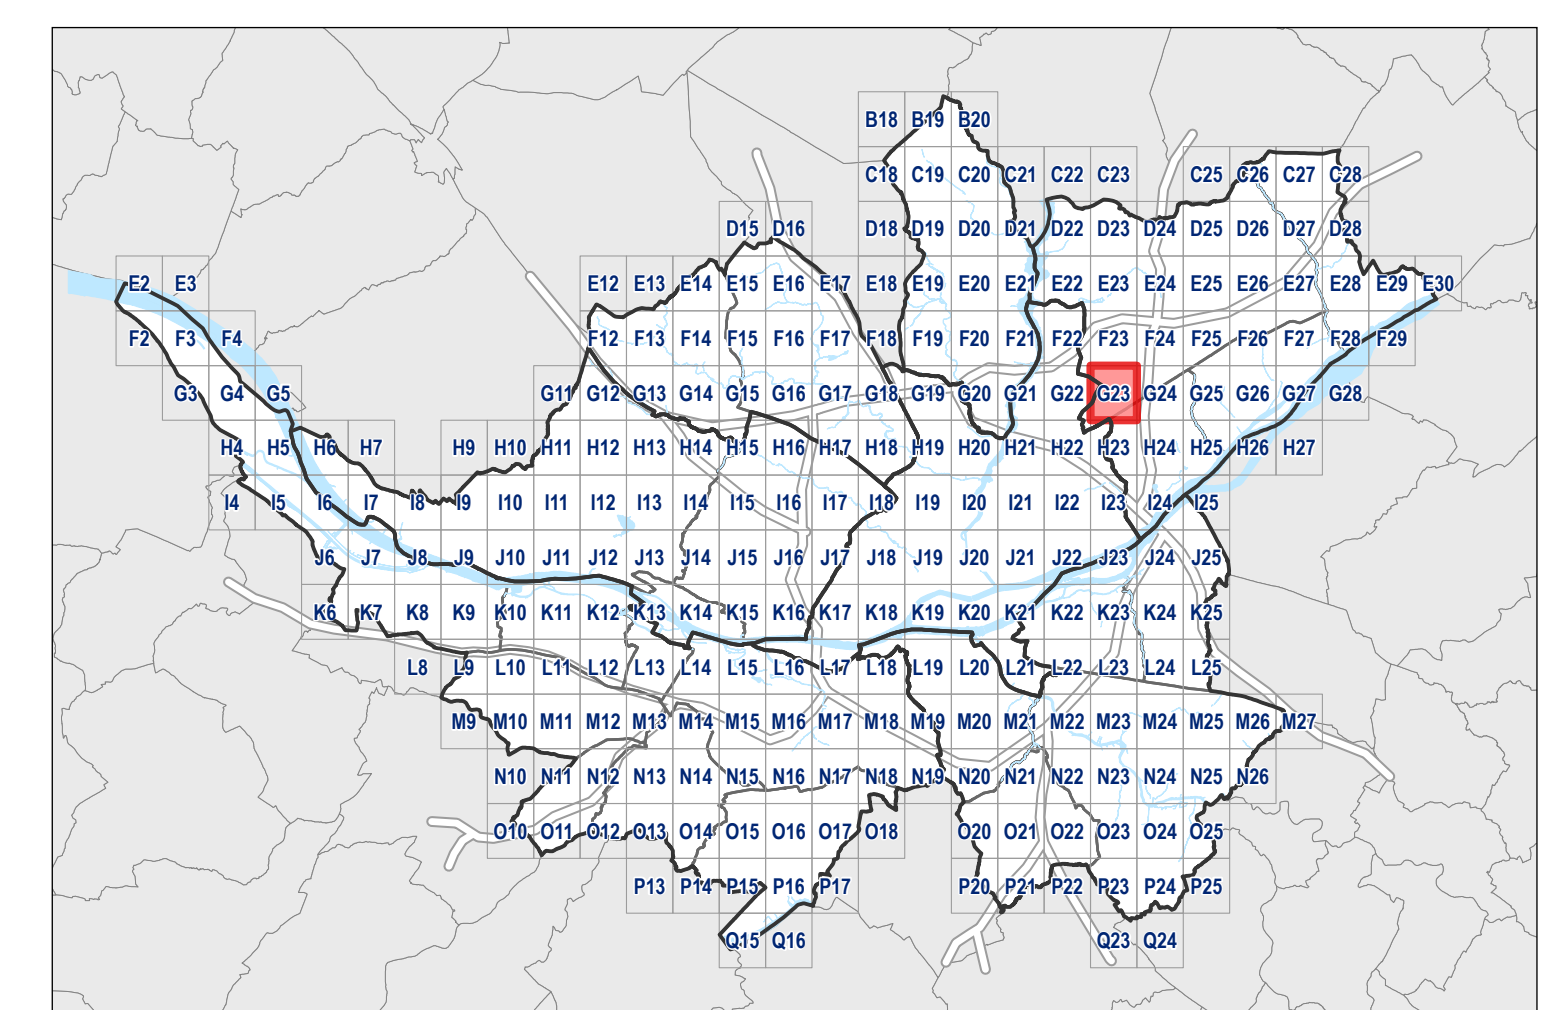 B18 B19 B20
C18 C19 C20 C21 C22 C23 C25 C26 C27 C28
D15 D16 D18 D19 D20 D21 D22 D23 D24 D25 D26 D27 D28
E2 E3 E12 E13 E14 E15 E16 E17 E18 E19 E20 E21 E22 E23 E24 E25 E26 E27 E28 E29 E30
F2 F3 F4 F12 F13 F14 F15 F16 F17 F18 F19 F20 F21 F22 F23 F24 F25 F26 F27 F28 F29
G3 G4 G5 G11 G12 G13 G14 G15 G16 G17 G18 G19 G20 G21 G22 G23 G24 G25 G26 G27 G28
H4 H5 H6 H7 H9 H10 H11 H12 H13 H14 H15 H16 H17 H18 H19 H20 H21 H22 H23 H24 H25 H26 H27
I4 I5 I6 I7 I8 I9 I10 I11 I12 I13 I14 I15 I16 I17 I18 I19 I20 I21 I22 I23 I24 I25
J6 J7 J8 J9 J10 J11 J12 J13 J14 J15 J16 J17 J18 J19 J20 J21 J22 J23 J24 J25
K6 K7 K8 K9 K10 K11 K12 K13 K14 K15 K16 K17 K18 K19 K20 K21 K22 K23 K24 K25
L8 L9 L10 L11 L12 L13 L14 L15 L16 L17 L18 L19 L20 L21 L22 L23 L24 L25
M9 M10 M11 M12 M13 M14 M15 M16 M17 M18 M19 M20 M21 M22 M23 M24 M25 M26 M27
N10 N11 N12 N13 N14 N15 N16 N17 N18 N19 N20 N21 N22 N23 N24 N25 N26
O10 O11 O12 O13 O14 O15 O16 O17 O18 O20 O21 O22 O23 O24 O25
P13 P14 P15 P16 P17 P20 P21 P22 P23 P24 P25
Q15 Q16 Q23 Q24